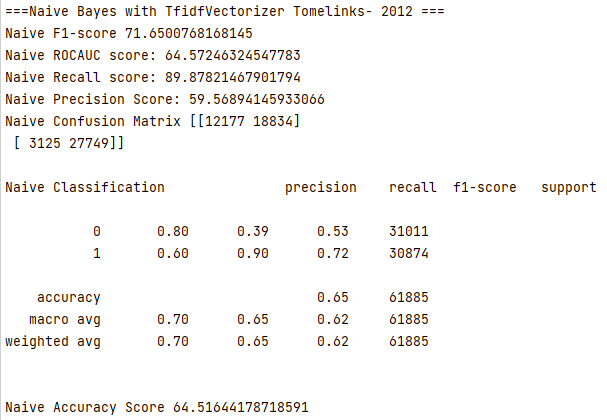 ===Naive Bayes with TfidfVectorizer Tomelinks- 2012 ===
Naive F1-score 71.6500768168145
Naive ROCAUC score: 64.57246324547783
Naive Recall score: 89.87821467901794
Naive Precision Score: 59.56894145933066
Naive Confusion Matrix [[12177 18834]
 [ 3125 27749]]
Naive Classification               precision    recall  f1-score   support
           0       0.80      0.39      0.53     31011
           1       0.60      0.90      0.72     30874
    accuracy                           0.65     61885
   macro avg       0.70      0.65      0.62     61885
weighted avg       0.70      0.65      0.62     61885
Naive Accuracy Score 64.51644178718591